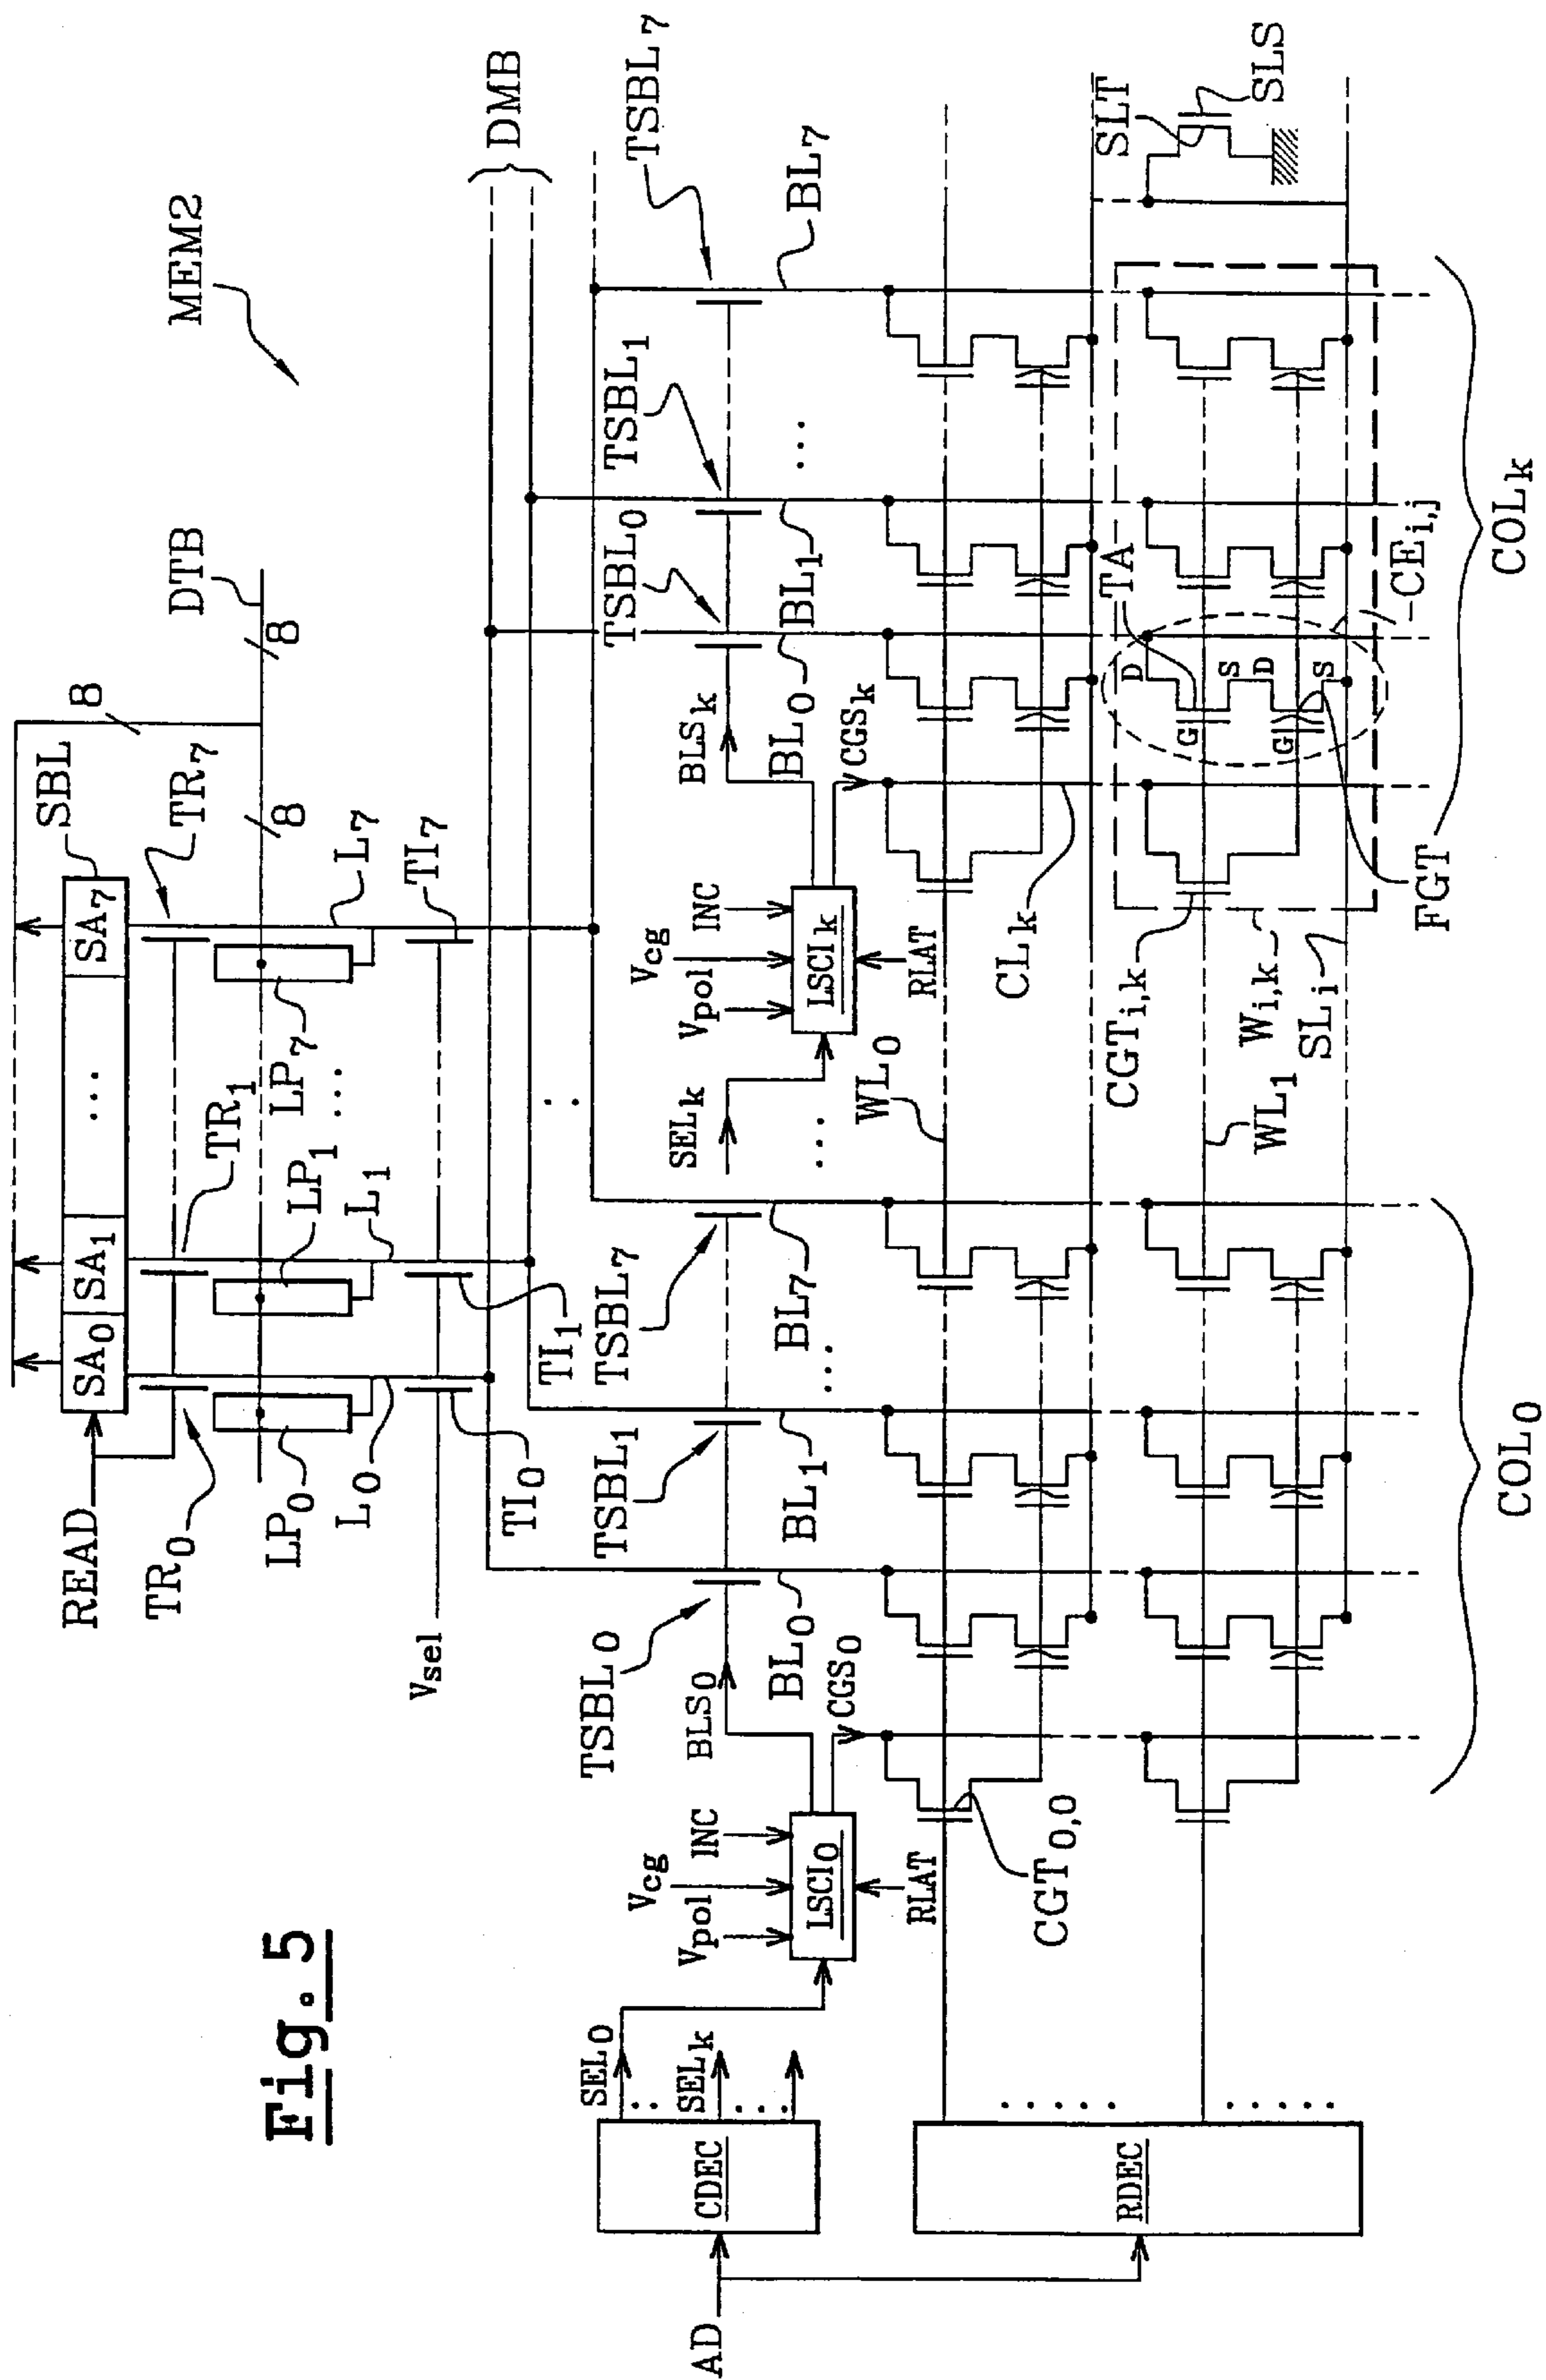 Fig. 5
MEM2
READ
SA0
SA1
...
SA7
SBL
8
DTB
8
8
TR0
TR1
TR7
LP0
LP1
LP7
...
L0
L1
L7
Vsel
TI0
TI1
TI7
DMB
..
AD
CDEC
SEL0
..
SELk
...
RDEC
.....
.....
Vpol
Vcg
INC
LSCI0
RLAT
BLS0
CGS0
TSBL0
TSBL1
TSBL7
BL0
BL1
...
BL7
SELk
...
Vpol
Vcg
INC
LSCIk
RLAT
BLSk
CGSk
TSBL0
TSBL1
TSBL7
BL0
BL1
...
BL7
WL0
CGT0,0
CLk
TA
SLT
SLS
WL1
CGTi,k
Wi,k
SLi
FGT
G
D
S
G
D
S
CEi,j
COL0
COLk